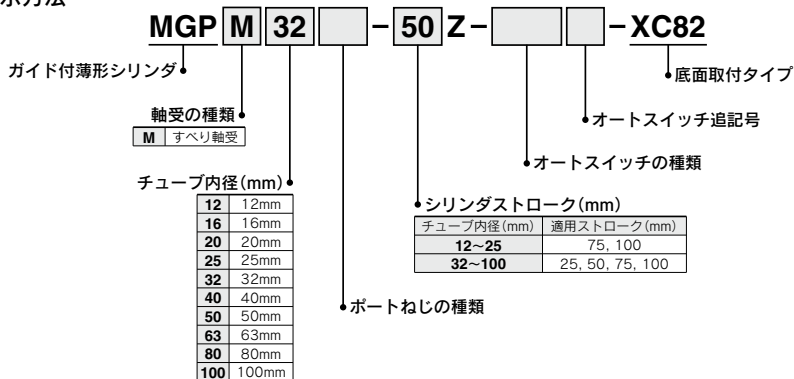 示方法
MGP M 32 - 50 Z - - XC82
ガイド付薄形シリンダ
底面取付タイプ
軸受の種類
M すべり軸受
オートスイッチ追記号
オートスイッチの種類
チューブ内径(mm)
12 12mm
16 16mm
20 20mm
25 25mm
32 32mm
40 40mm
50 50mm
63 63mm
80 80mm
100 100mm
シリンダストローク(mm)
チューブ内径(mm) 適用ストローク(mm)
12~25 75, 100
32~100 25, 50, 75, 100
ポートねじの種類